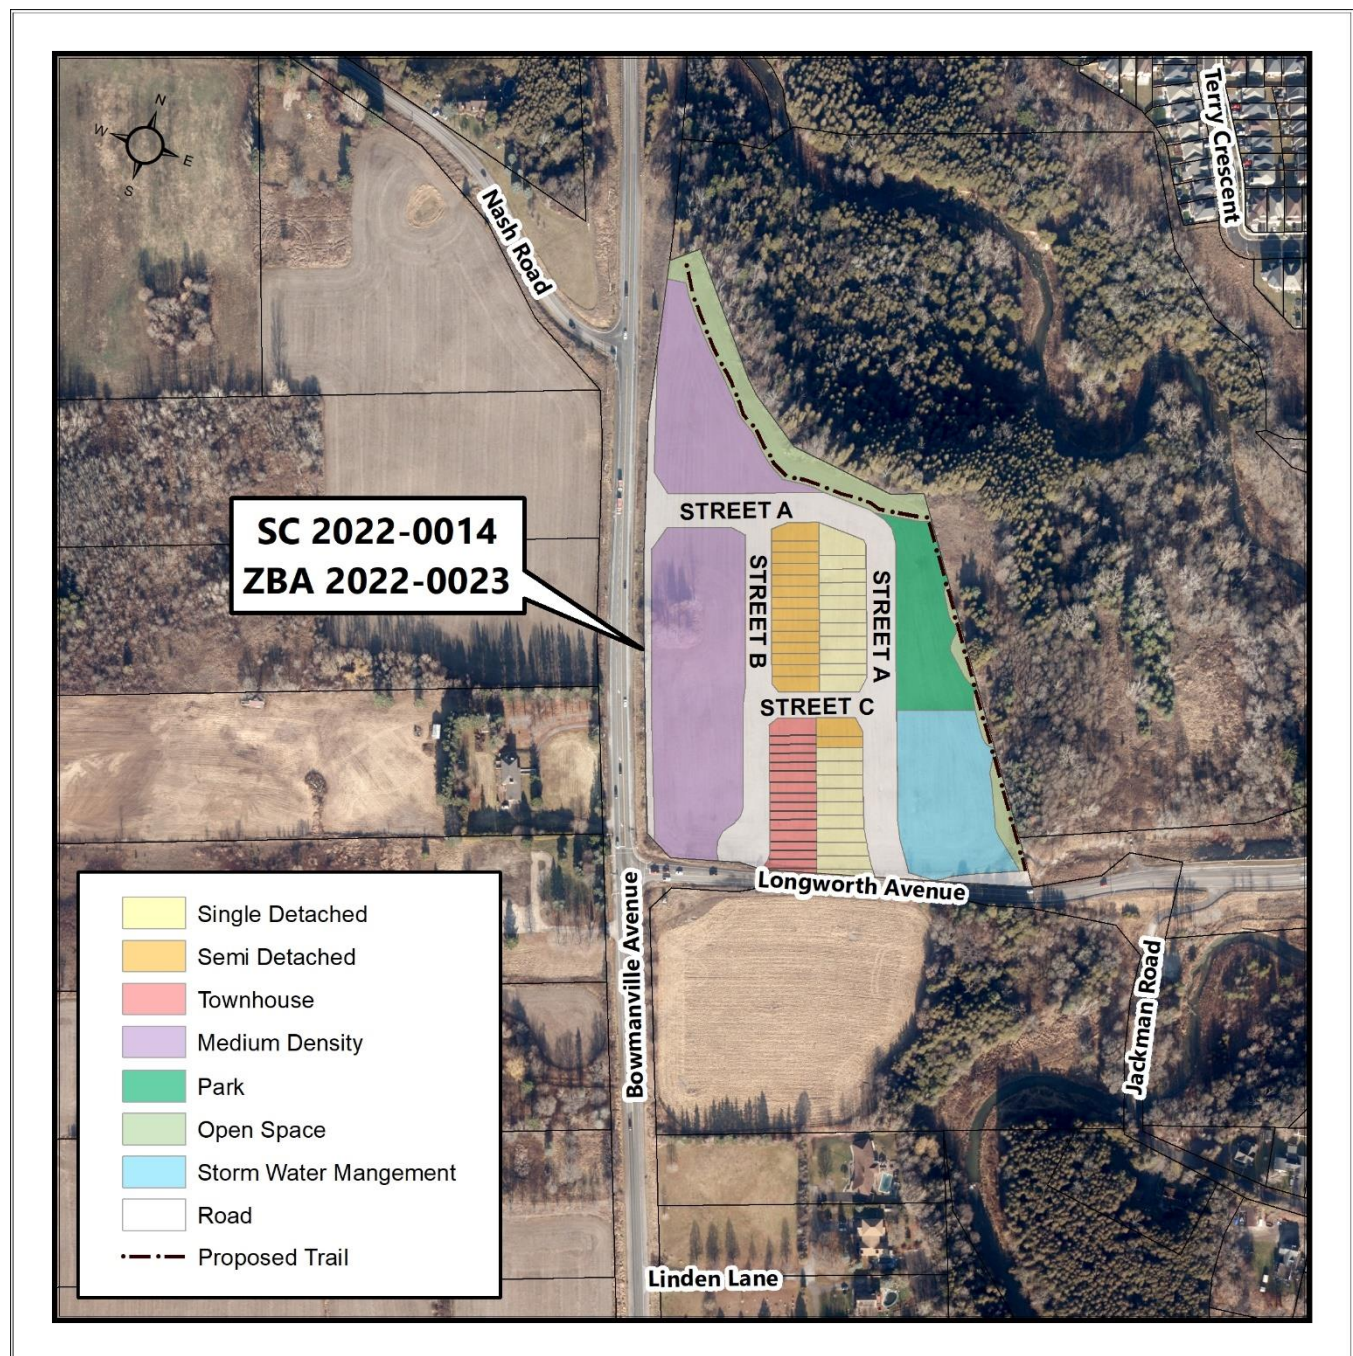 N
W
E
S
Terry Crescent
Nash Road
SC 2022-0014
ZBA 2022-0023
STREET A
STREET B
STREET A
STREET C
Longworth Avenue
Bowmanville Avenue
Jackman Road
Linden Lane
Single Detached
Semi Detached
Townhouse
Medium Density
Park
Open Space
Storm Water Mangement
Road
Proposed Trail